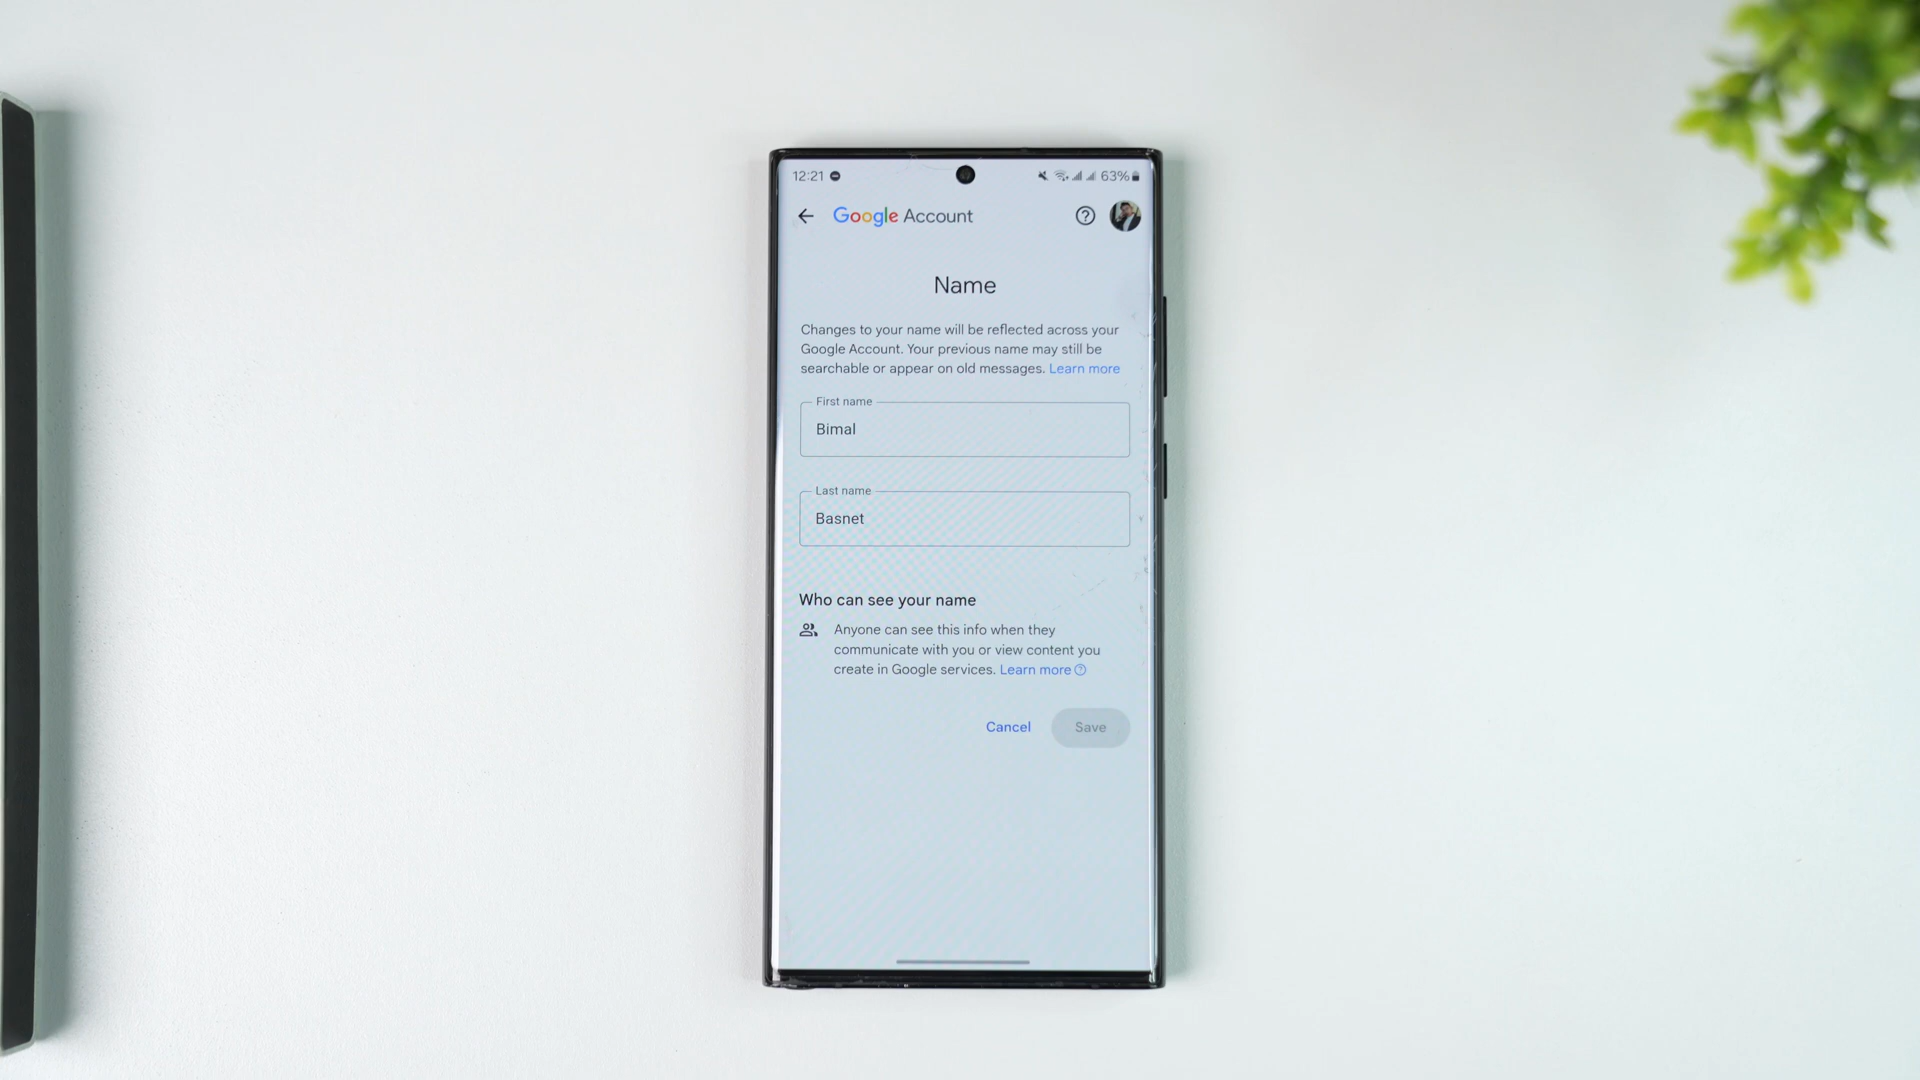 12:21 63%
Google Account
Name
Changes to your name will be reflected across your
Google Account. Your previous name may still be
searchable or appear on old messages. Learn more
First name
Bimal
Last name
Basnet
Who can see your name
Anyone can see this info when they
communicate with you or view content you
create in Google services. Learn more
Cancel Save